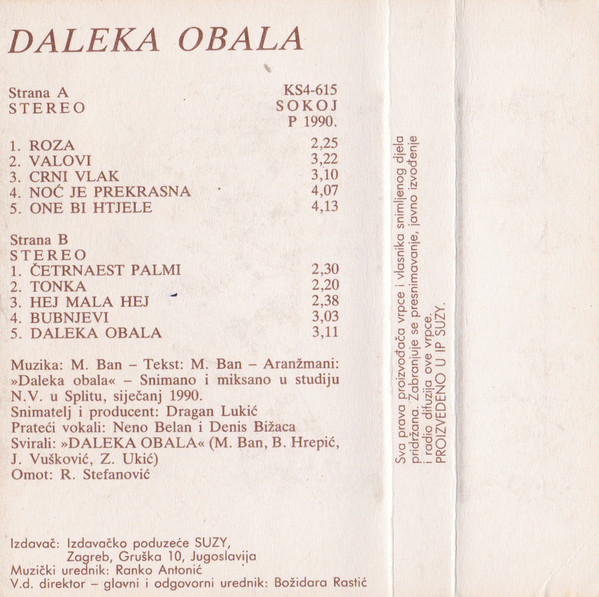 DALEKA OBALA
Strana A KS4-615
STEREO SOKOJ
P 1990.
1. ROZA 2,25
2. VALOVI 3,22
3. CRNI VLAK 3,10
4. NOĆ JE PREKRASNA 4,07
5. ONE BI HTJELE 4,13
Strana B
STEREO
1. ČETRNAEST PALMI 2,30
2. TONKA 2,20
3. HEJ MALA HEJ 2,38
4. BUBNJEVI 3,03
5. DALEKA OBALA 3,11
Muzika: M. Ban – Tekst: M. Ban – Aranžmani:
»Daleka obala« – Snimano i miksano u studiju
N.V. u Splitu, siječanj 1990.
Snimatelj i producent: Dragan Lukić
Prateći vokali: Neno Belan i Denis Bižaca
Svirali: »DALEKA OBALA« (M. Ban, B. Hrepić,
J. Vušković, Z. Ukić)
Omot: R. Stefanović
Izdavač: Izdavačko poduzeće SUZY,
Zagreb, Gruška 10, Jugoslavija
Muzički urednik: Ranko Antonić
V.d. direktor – glavni i odgovorni urednik: Božidara Rastić
Sva prava proizvođača vrpce i vlasnika snimljenog djela
pridržana. Zabranjuje se presnimavanje, javno izvođenje
i radio difuzija ove vrpce.
PROIZVEDENO U IP SUZY.